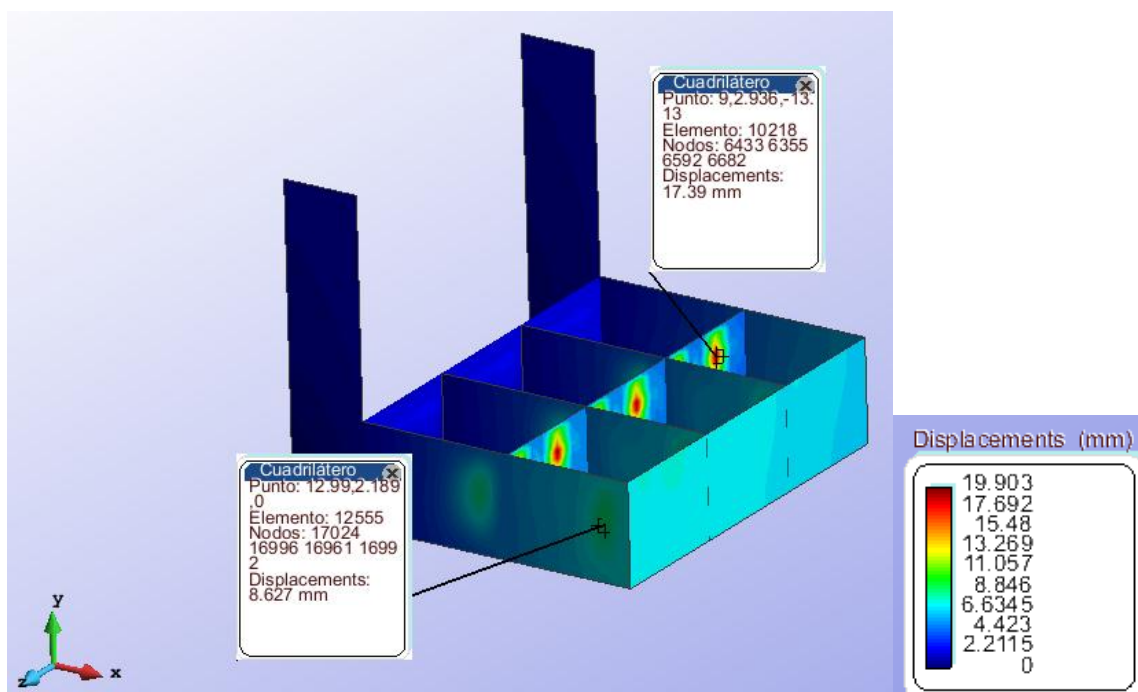 Cuadrilátero
Punto: 9,2.936,-13.
13
Elemento: 10218
Nodos: 6433 6355
6592 6682
Displacements:
17.39 mm
Cuadrilátero
Punto: 12.99,2.189
,0
Elemento: 12555
Nodos: 17024
16996 16961 1699
2
Displacements:
8.627 mm
y
x
z
Displacements (mm)
19.903
17.692
15.48
13.269
11.057
8.846
6.6345
4.423
2.2115
0